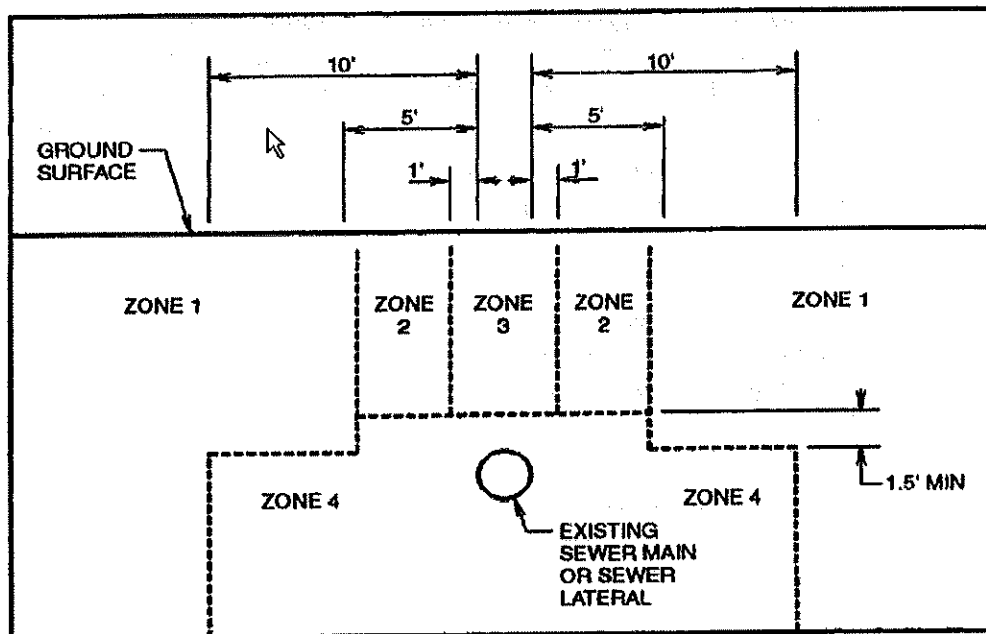 10'
10'
5'
5'
GROUND
SURFACE
1'
1'
ZONE 1
ZONE
2
ZONE
3
ZONE
2
ZONE 1
ZONE 4
ZONE 4
1.5' MIN
EXISTING
SEWER MAIN
OR SEWER
LATERAL